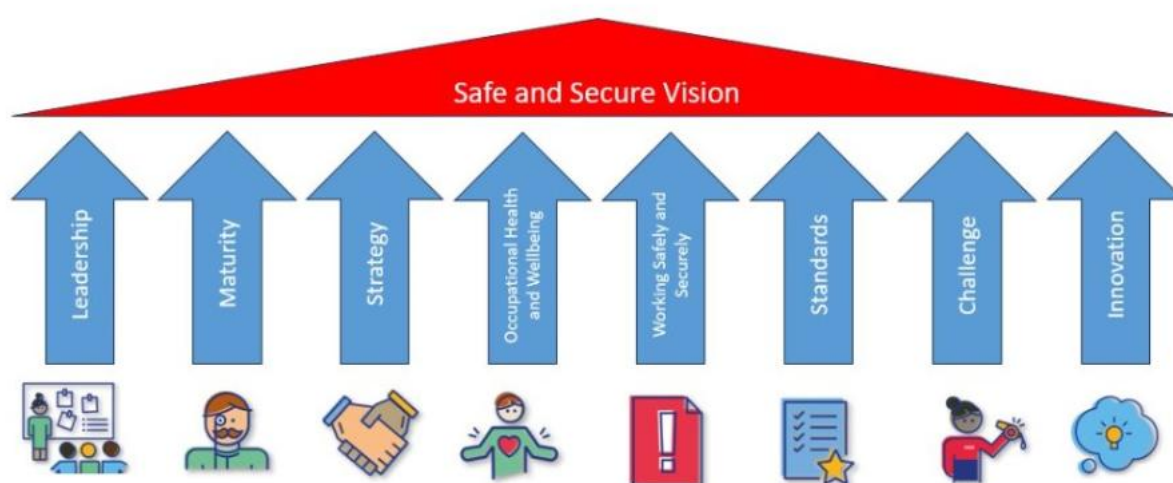 Safe and Secure Vision
Leadership
Maturity
Strategy
Occupational Health
and Wellbeing
Working Safely and
Securely
Standards
Challenge
Innovation